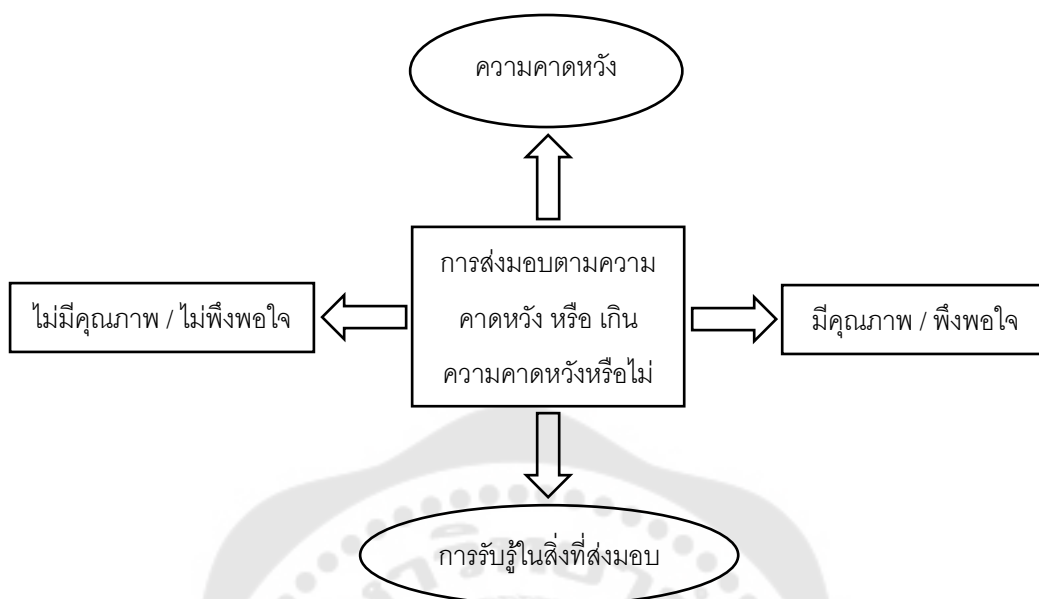 ความคาดหวัง
การส่งมอบตามความ
คาดหวัง หรือ เกิน
ความคาดหวังหรือไม่
ไม่มีคุณภาพ / ไม่พึงพอใจ
มีคุณภาพ / พึงพอใจ
การรับรู้ในสิ่งที่ส่งมอบ